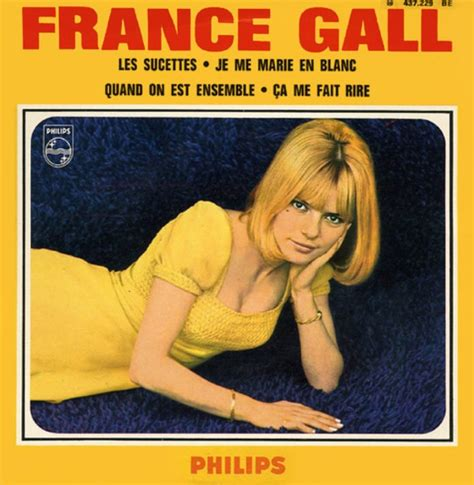 437.229 BE
FRANCE GALL
LES SUCETTES • JE ME MARIE EN BLANC
QUAND ON EST ENSEMBLE • ÇA ME FAIT RIRE
PHILIPS
PHILIPS